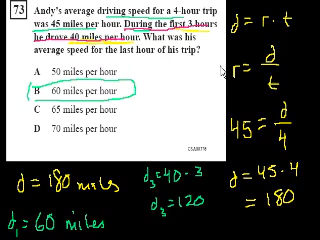 73 Andy's average driving speed for a 4-hour trip
was 45 miles per hour. During the first 3 hours
he drove 40 miles per hour. What was his
average speed for the last hour of his trip?
A 50 miles per hour
B 60 miles per hour
C 65 miles per hour
D 70 miles per hour
d = r · t
r = d/t
45 = d/4
d = 45 · 4
= 180
d = 180 miles
d₁ = 60 miles
d₃ = 40 · 3
d₃ = 120